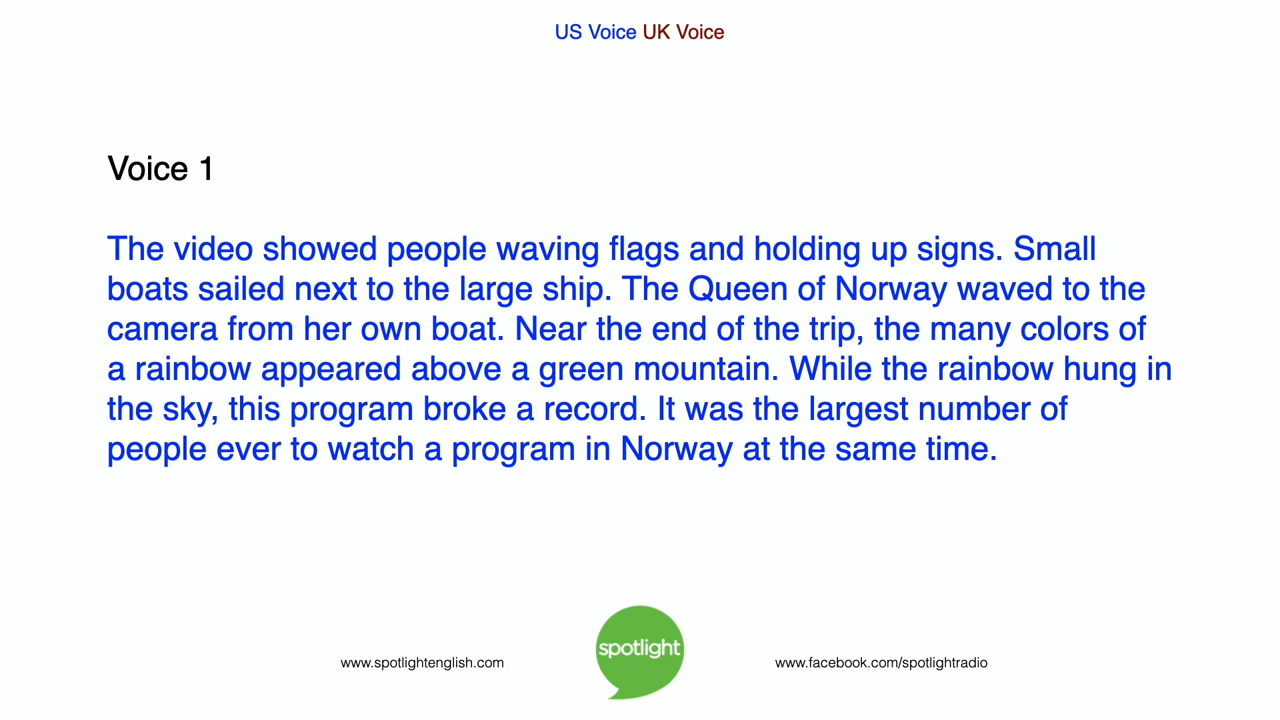 US Voice UK Voice
Voice 1
The video showed people waving flags and holding up signs. Small
boats sailed next to the large ship. The Queen of Norway waved to the
camera from her own boat. Near the end of the trip, the many colors of
a rainbow appeared above a green mountain. While the rainbow hung in
the sky, this program broke a record. It was the largest number of
people ever to watch a program in Norway at the same time.
spotlight
www.spotlightenglish.com
www.facebook.com/spotlightradio